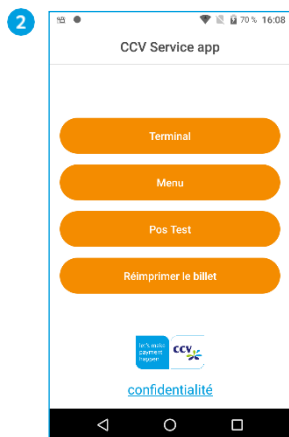 2
70 % 16:08
CCV Service app
Terminal
Menu
Pos Test
Réimprimer le billet
let's make
payment
happen
CCV
confidentialité